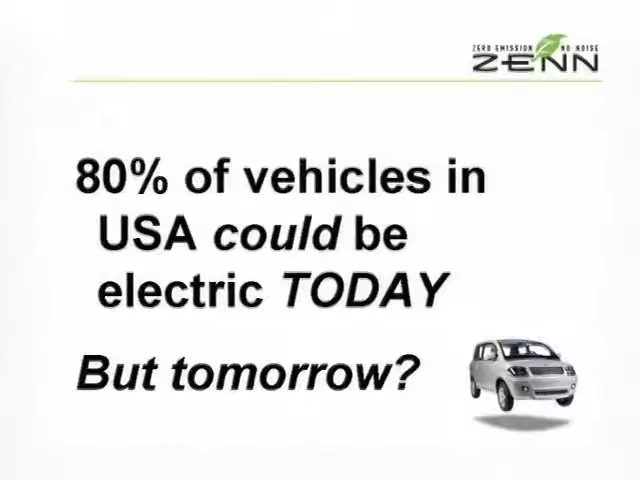 ZERO EMISSION NO NOISE
ZENN
80% of vehicles in
USA could be
electric TODAY
But tomorrow?